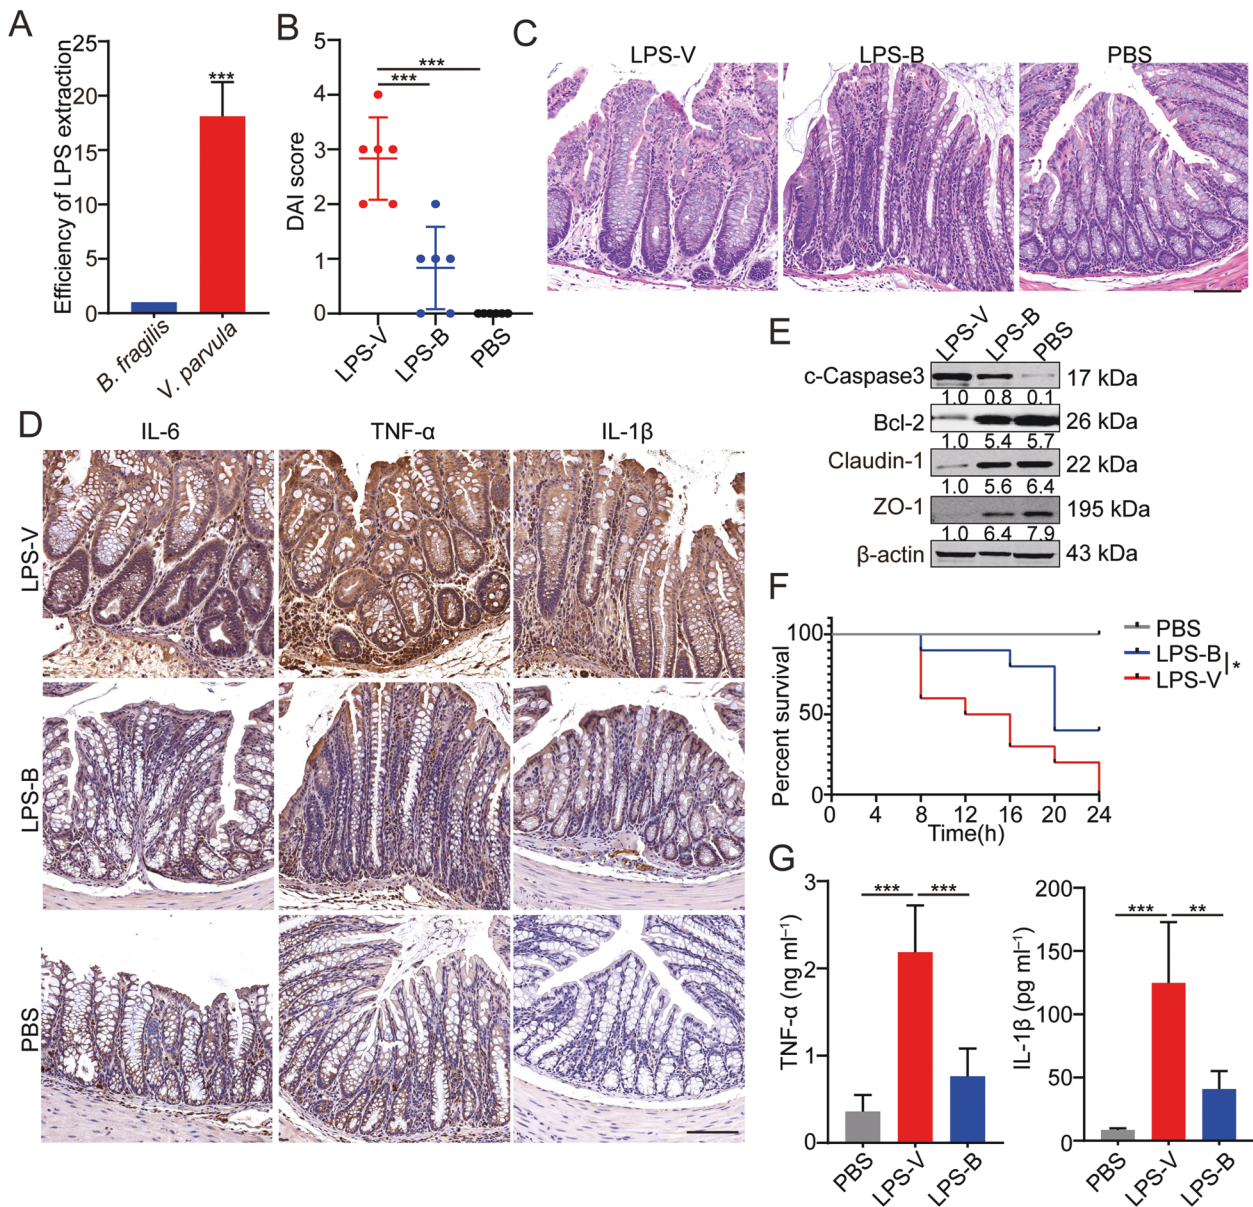 A
Efficiency of LPS extraction
25
20
15
10
5
0
***
B. fragilis
V. parvula
B
DAI score
5
4
3
2
1
0
***
***
LPS-V
LPS-B
PBS
C
LPS-V
LPS-B
PBS
D
IL-6
TNF-α
IL-1β
LPS-V
LPS-B
PBS
E
LPS-V
LPS-B
PBS
c-Caspase3
17 kDa
1.0 0.8 0.1
Bcl-2
26 kDa
1.0 5.4 5.7
Claudin-1
22 kDa
1.0 5.6 6.4
ZO-1
195 kDa
1.0 6.4 7.9
β-actin
43 kDa
F
Percent survival
100
50
0
0 4 8 12 16 20 24
Time(h)
PBS
LPS-B
LPS-V
*
G
TNF-α (ng ml⁻¹)
3
2
1
0
*** ***
PBS
LPS-V
LPS-B
IL-1β (pg ml⁻¹)
200
150
100
50
0
*** **
PBS
LPS-V
LPS-B